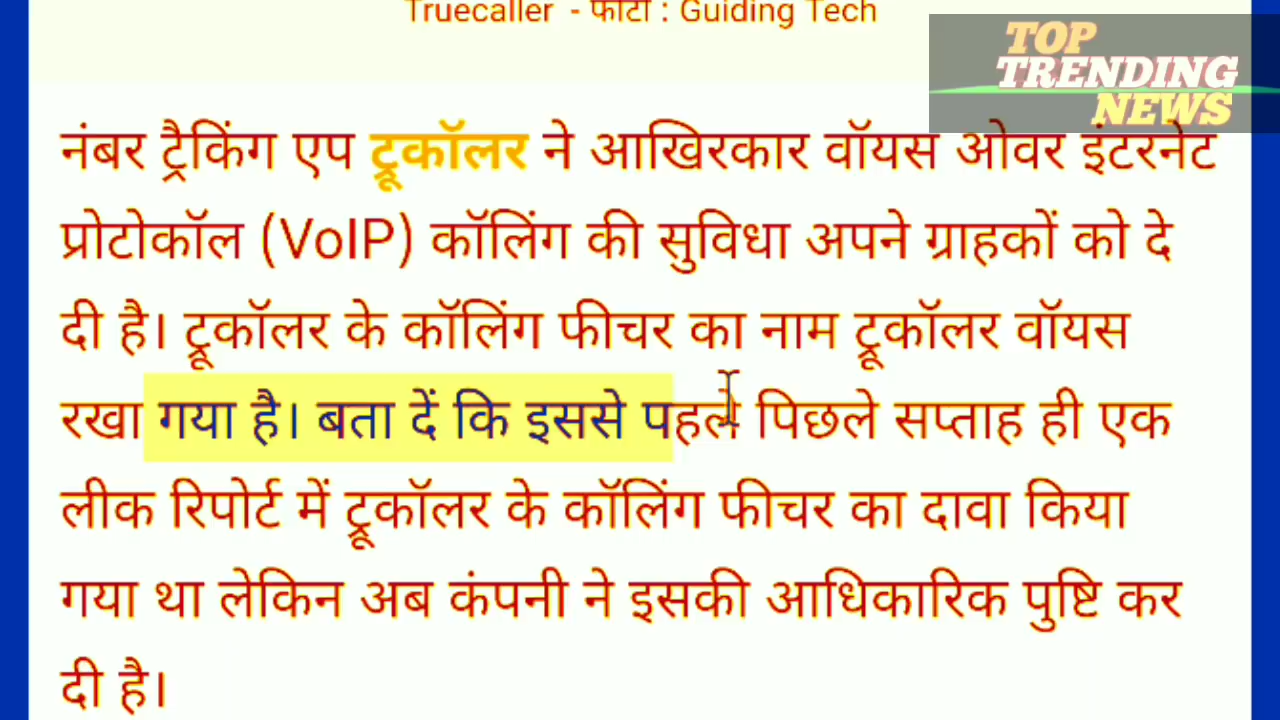 Truecaller - फोटो : Guiding Tech
TOP
TRENDING
NEWS
नंबर ट्रैकिंग एप ट्रूकॉलर ने आखिरकार वॉयस ओवर इंटरनेट
प्रोटोकॉल (VoIP) कॉलिंग की सुविधा अपने ग्राहकों को दे
दी है। ट्रूकॉलर के कॉलिंग फीचर का नाम ट्रूकॉलर वॉयस
रखा गया है। बता दें कि इससे पहले पिछले सप्ताह ही एक
लीक रिपोर्ट में ट्रूकॉलर के कॉलिंग फीचर का दावा किया
गया था लेकिन अब कंपनी ने इसकी आधिकारिक पुष्टि कर
दी है।